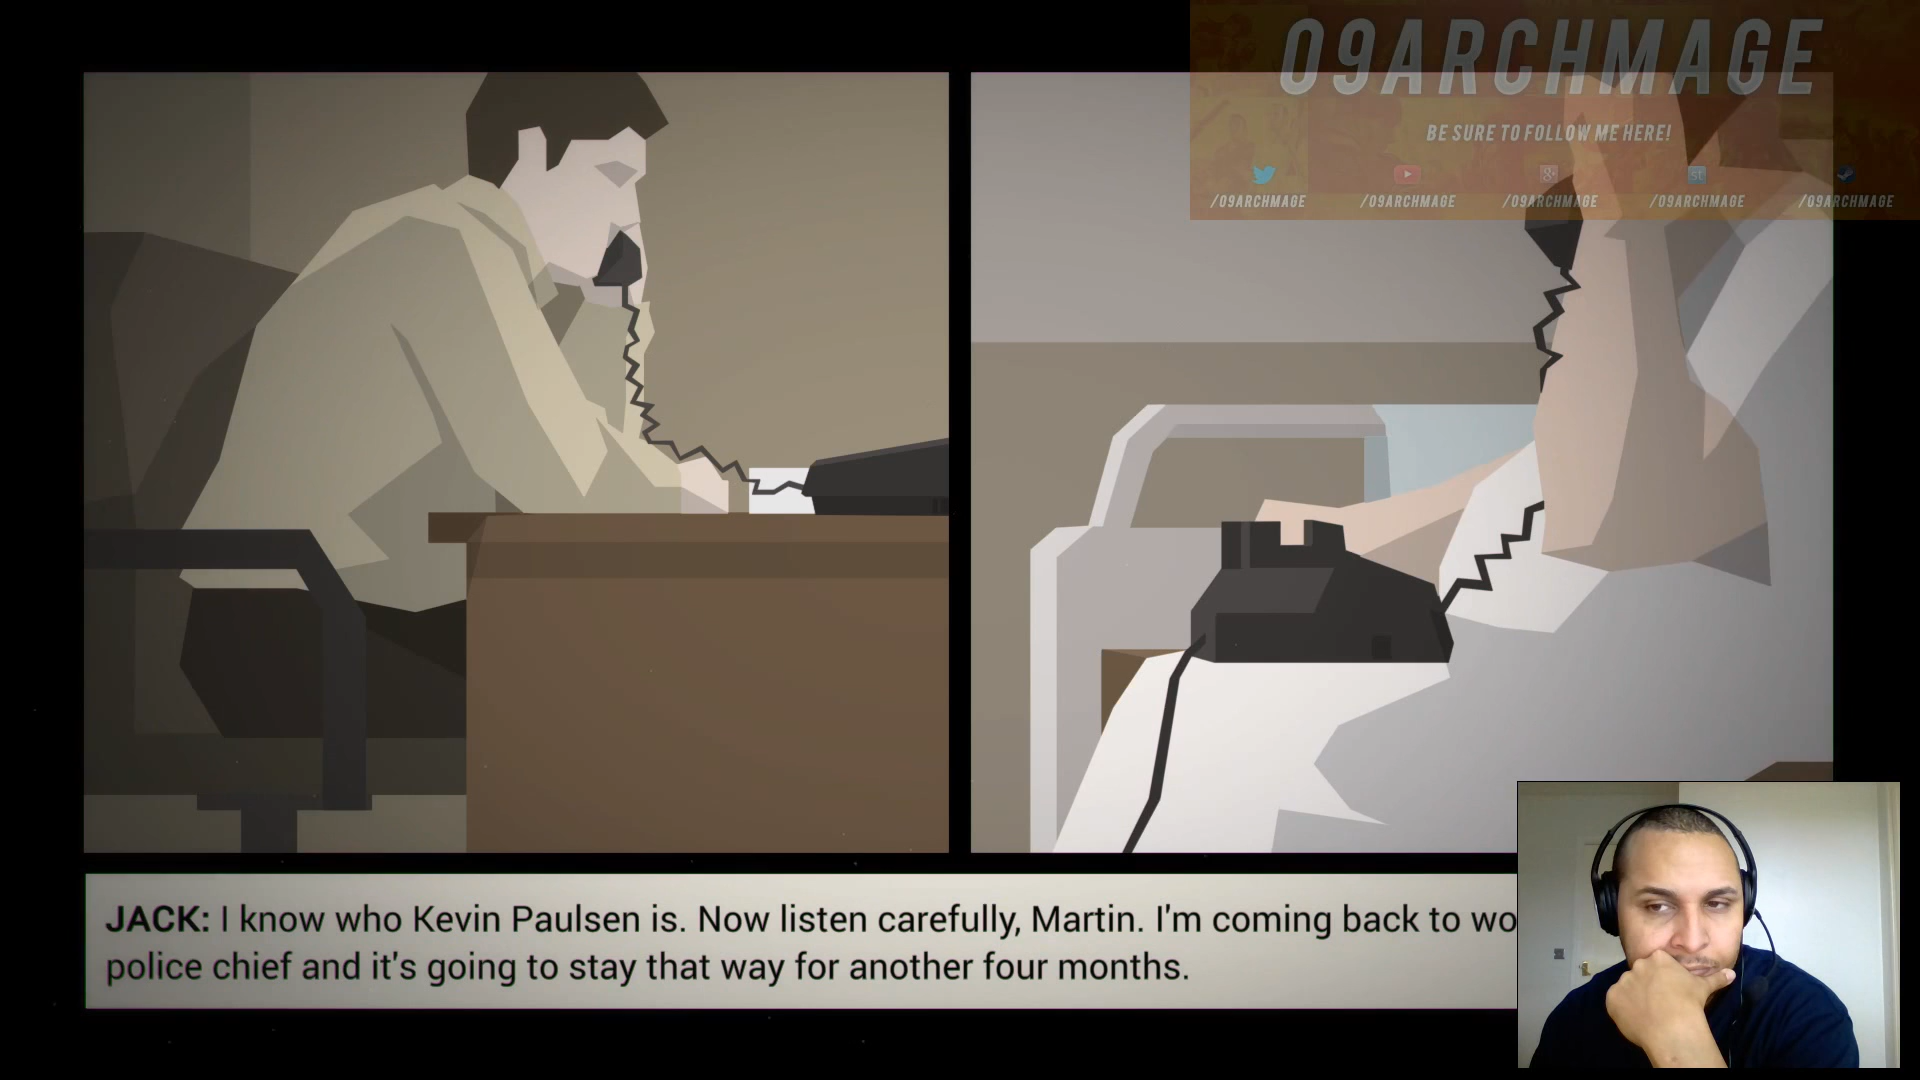 09ARCHMAGE
BE SURE TO FOLLOW ME HERE!
/09ARCHMAGE /09ARCHMAGE /09ARCHMAGE /09ARCHMAGE /09ARCHMAGE
JACK: I know who Kevin Paulsen is. Now listen carefully, Martin. I'm coming back to wo
police chief and it's going to stay that way for another four months.